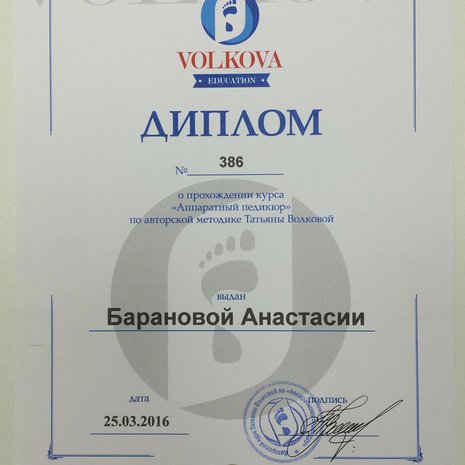 VOLKOVA
EDUCATION
ДИПЛОМ
№ 386
о прохождении курса
«Аппаратный педикюр»
по авторской методике Татьяны Волковой
выдан
Барановой Анастасии
дата
подпись
25.03.2016